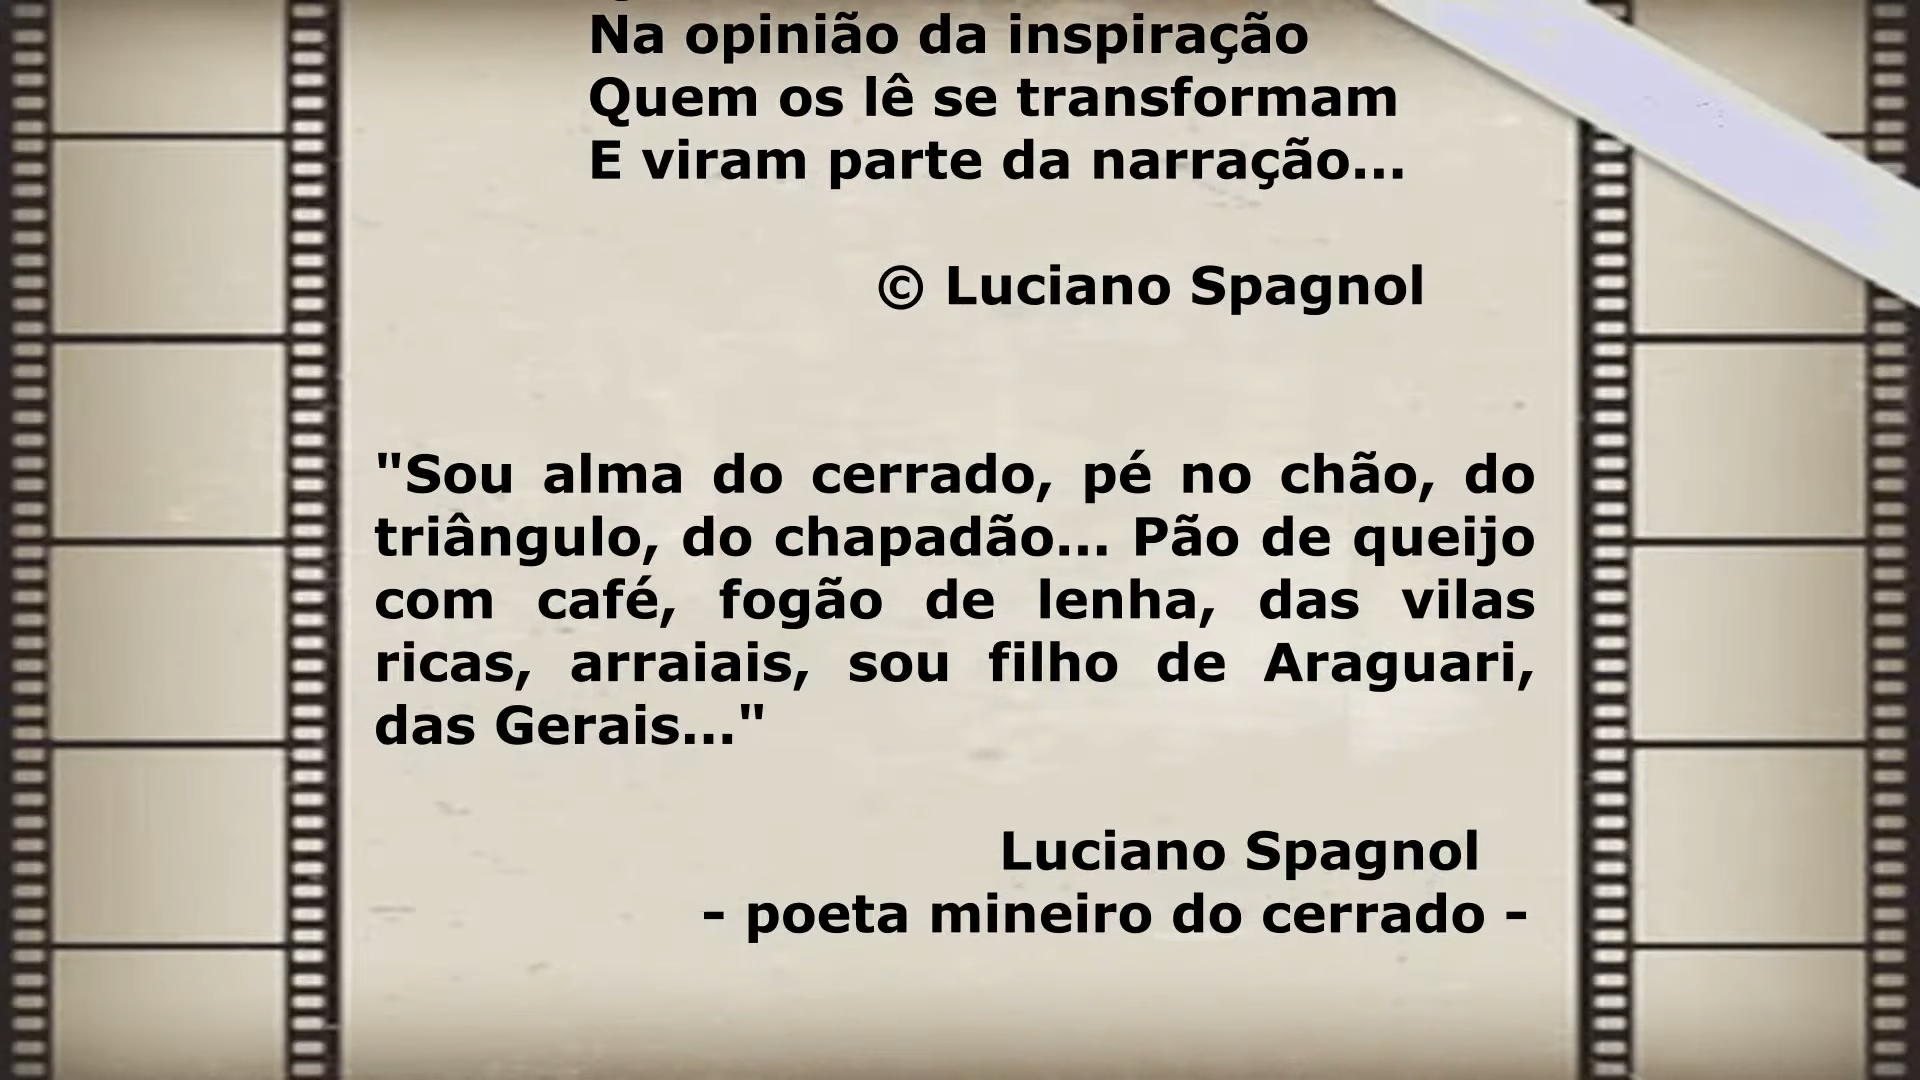 Na opinião da inspiração
Quem os lê se transformam
E viram parte da narração...
© Luciano Spagnol
"Sou alma do cerrado, pé no chão, do
triângulo, do chapadão... Pão de queijo
com café, fogão de lenha, das vilas
ricas, arraiais, sou filho de Araguari,
das Gerais..."
Luciano Spagnol
- poeta mineiro do cerrado -